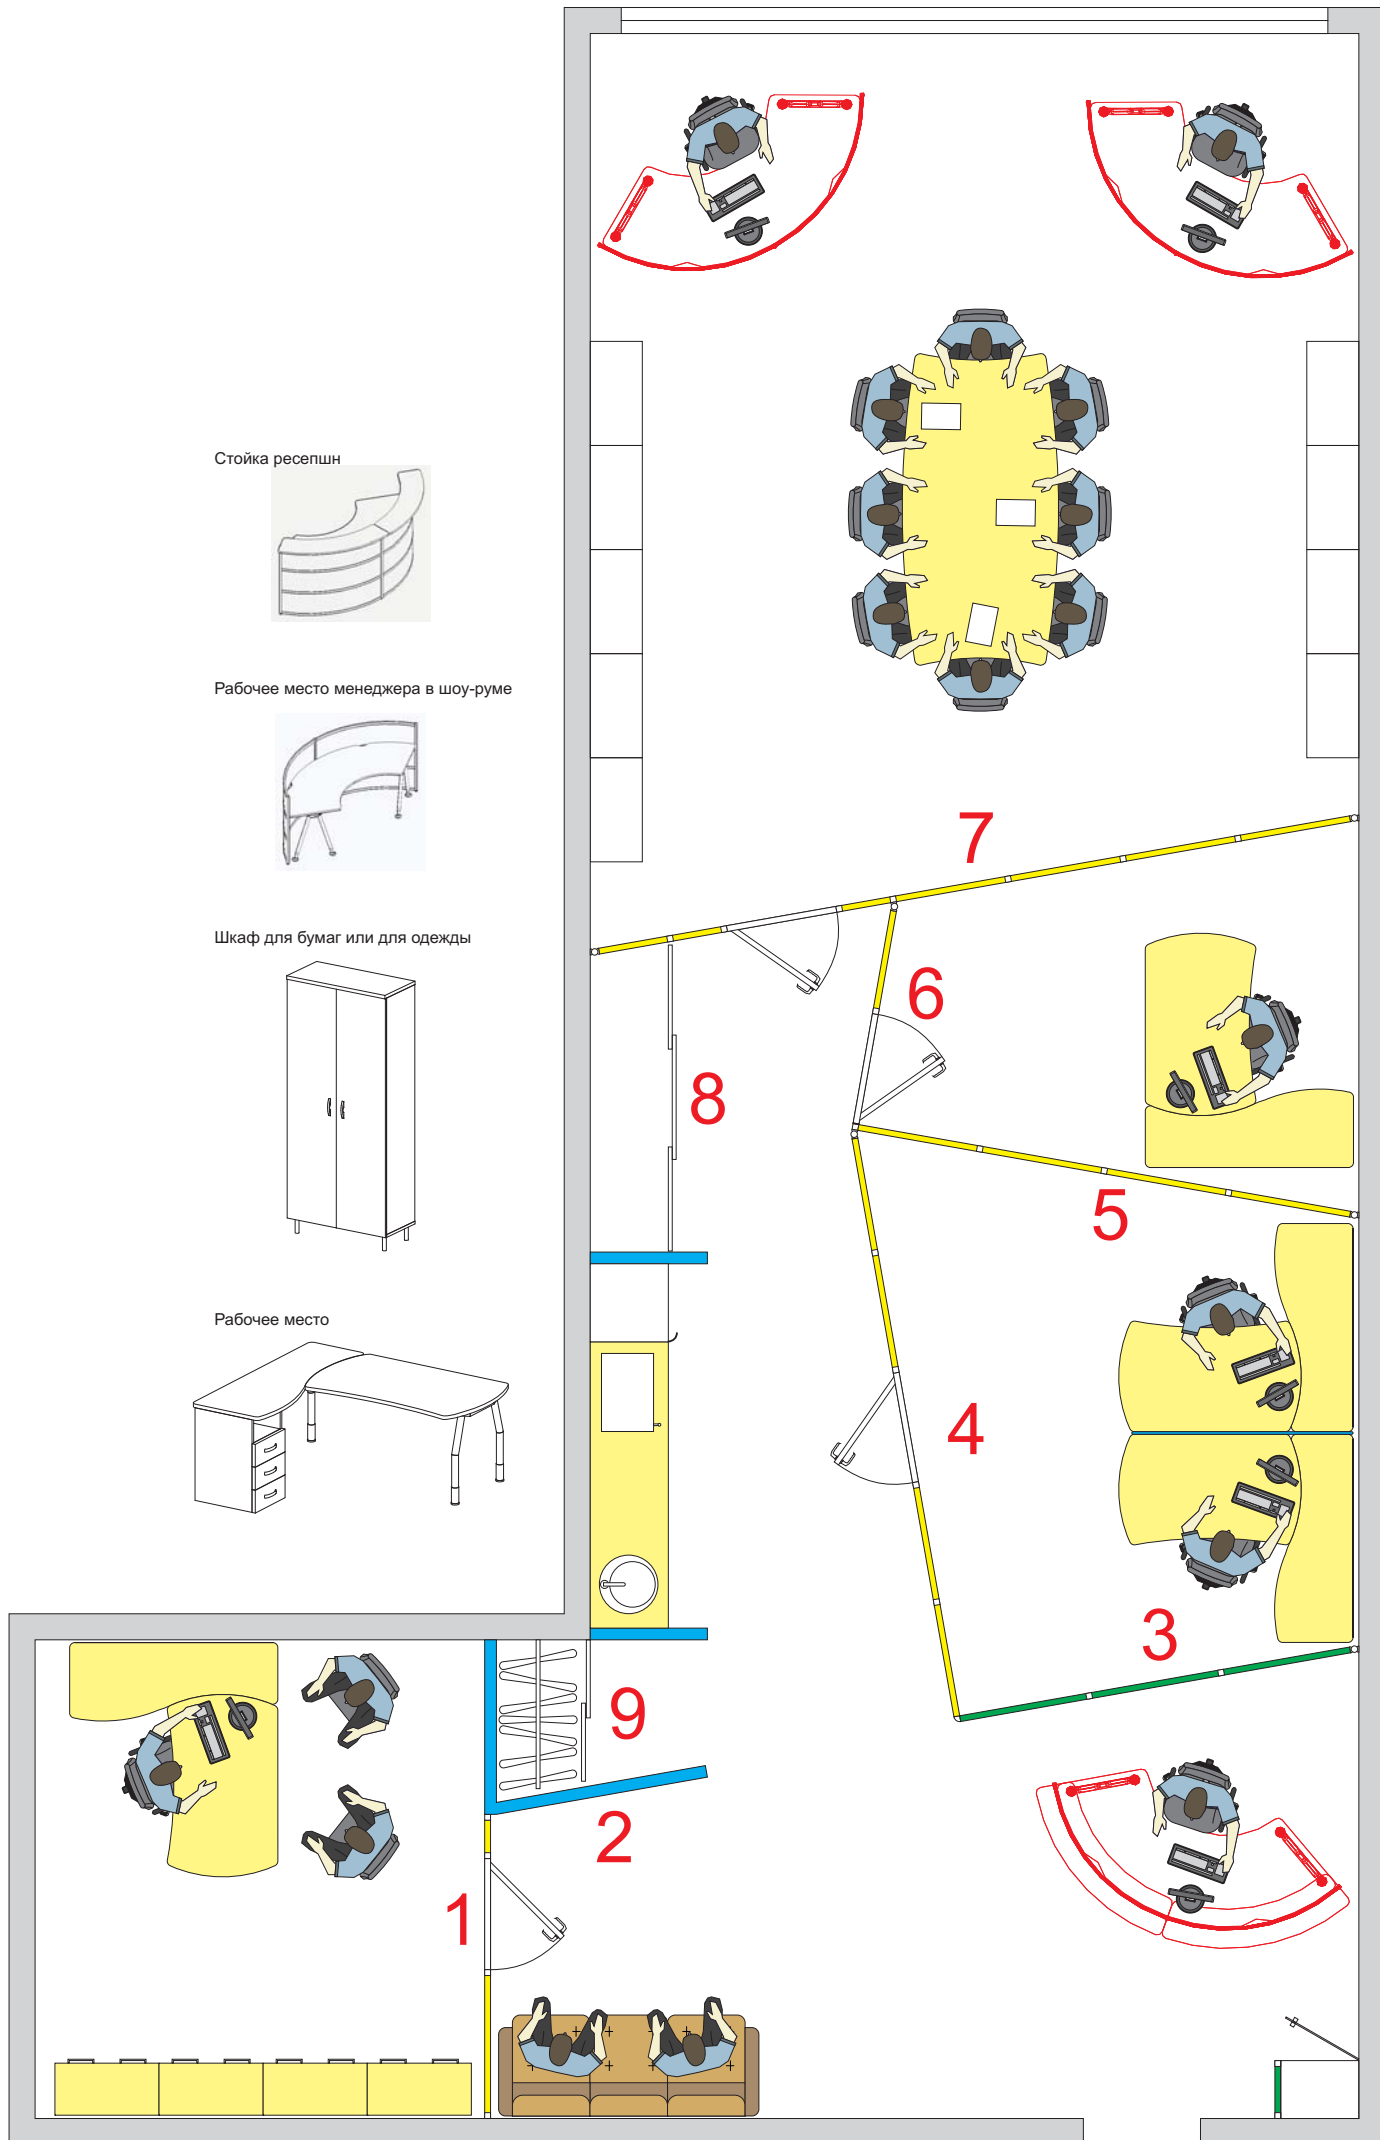 Стойка ресепшн
Рабочее место менеджера в шоу-руме
7
Шкаф для бумаг или для одежды
6
8
5
Рабочее место
4
3
9
2
1